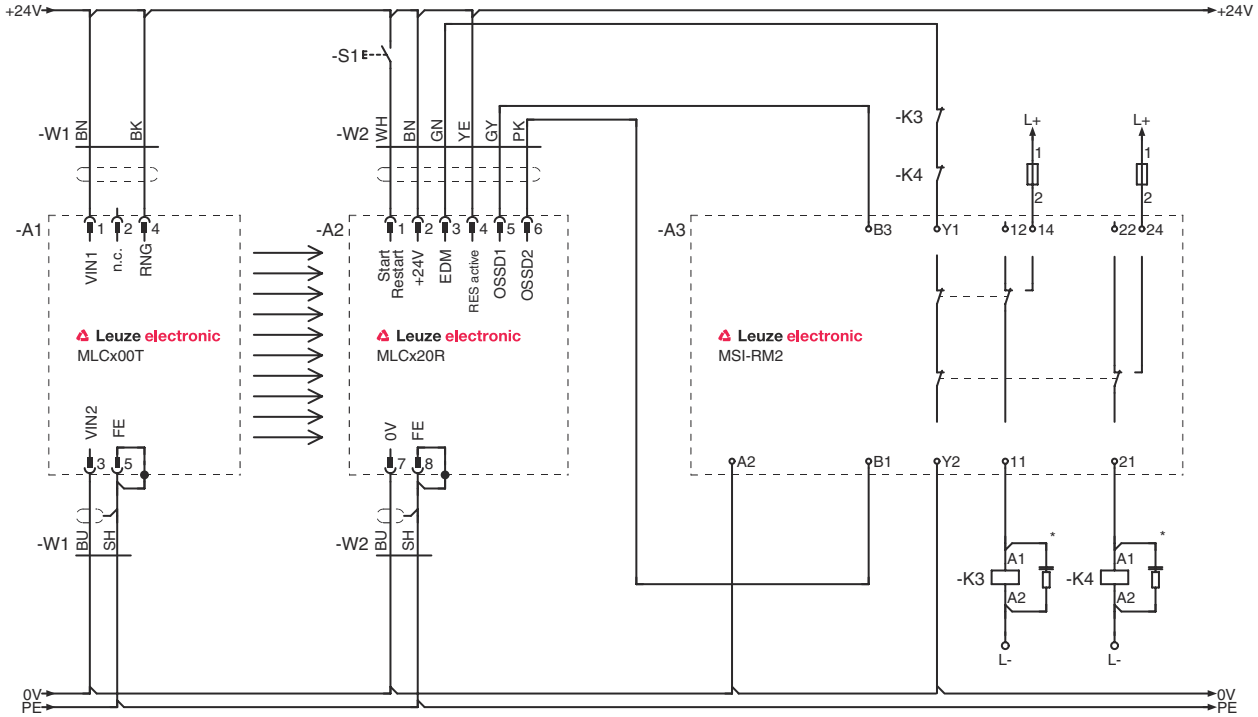 +24V +24V
-S1
-W1 BN BK
-W2 WH BN GN YE GY PK
-K3
-K4
L+ L+
1 1
2 2
-A1 1 2 4
VIN1 n.c. RNG
-A2 1 2 3 4 5 6
Start Restart +24V EDM RES active OSSD1 OSSD2
-A3 B3 Y1 12 14 22 24
Leuze electronic
MLCx00T
Leuze electronic
MLCx20R
Leuze electronic
MSI-RM2
VIN2 FE
3 5
0V FE
7 8
A2 B1 Y2 11 21
-W1 BU SH
-W2 BU SH
* *
-K3 A1 A2
-K4 A1 A2
L- L-
0V 0V
PE PE